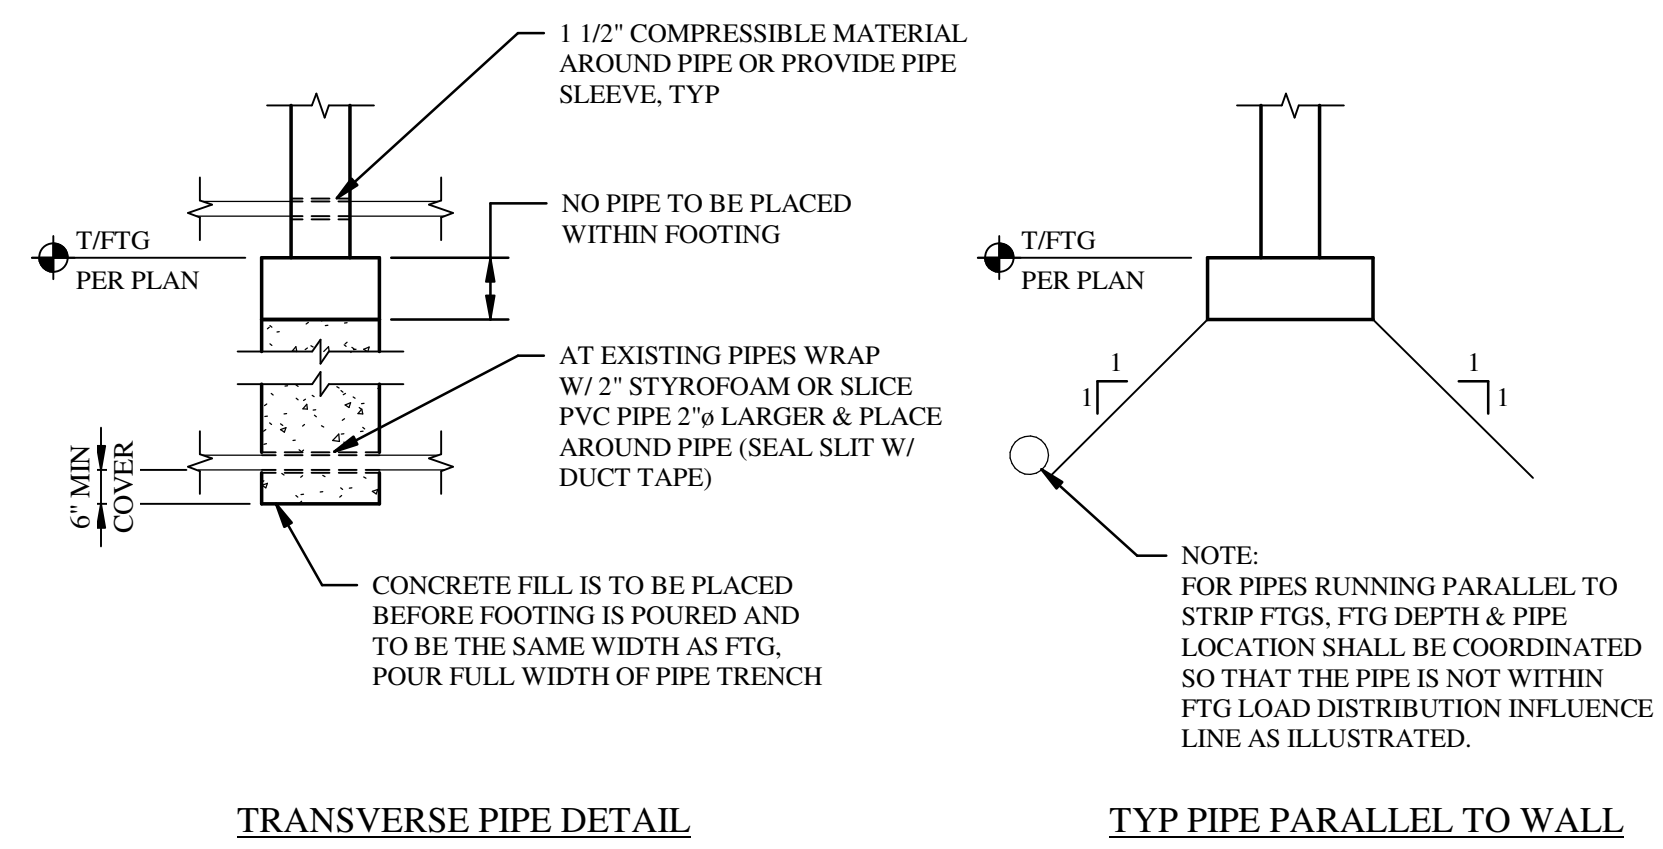 1 1/2" COMPRESSIBLE MATERIAL
AROUND PIPE OR PROVIDE PIPE
SLEEVE, TYP
NO PIPE TO BE PLACED
WITHIN FOOTING
T/FTG
PER PLAN
AT EXISTING PIPES WRAP
W/ 2" STYROFOAM OR SLICE
PVC PIPE 2"ø LARGER & PLACE
AROUND PIPE (SEAL SLIT W/
DUCT TAPE)
6" MIN
COVER
CONCRETE FILL IS TO BE PLACED
BEFORE FOOTING IS POURED AND
TO BE THE SAME WIDTH AS FTG,
POUR FULL WIDTH OF PIPE TRENCH
TRANSVERSE PIPE DETAIL
T/FTG
PER PLAN
1
1
1
1
NOTE:
FOR PIPES RUNNING PARALLEL TO
STRIP FTGS, FTG DEPTH & PIPE
LOCATION SHALL BE COORDINATED
SO THAT THE PIPE IS NOT WITHIN
FTG LOAD DISTRIBUTION INFLUENCE
LINE AS ILLUSTRATED.
TYP PIPE PARALLEL TO WALL